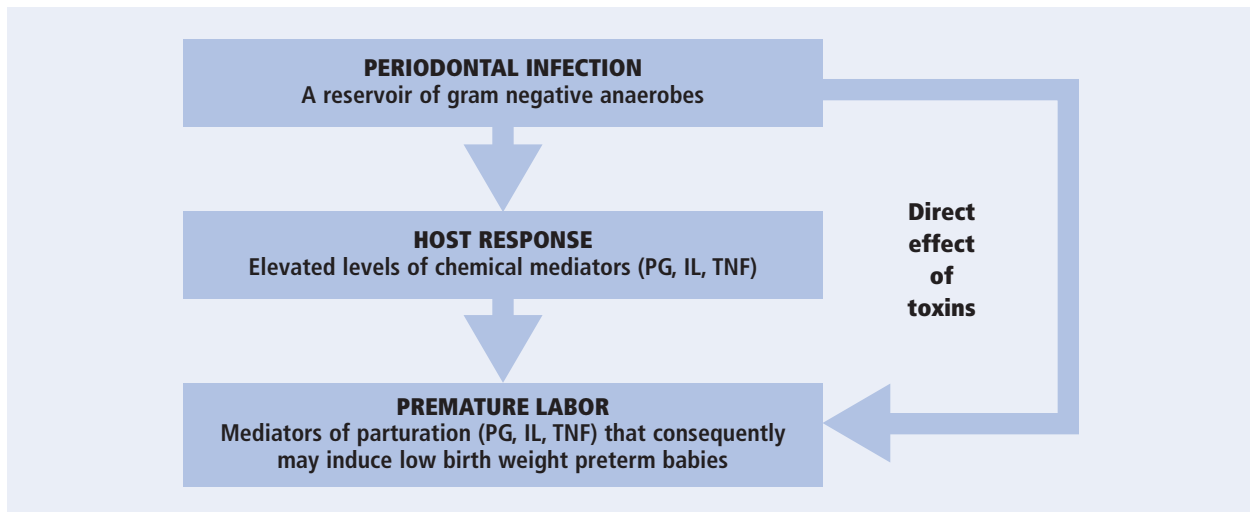 PERIODONTAL INFECTION
A reservoir of gram negative anaerobes
HOST RESPONSE
Elevated levels of chemical mediators (PG, IL, TNF)
Direct
effect
of
toxins
PREMATURE LABOR
Mediators of parturation (PG, IL, TNF) that consequently
may induce low birth weight preterm babies